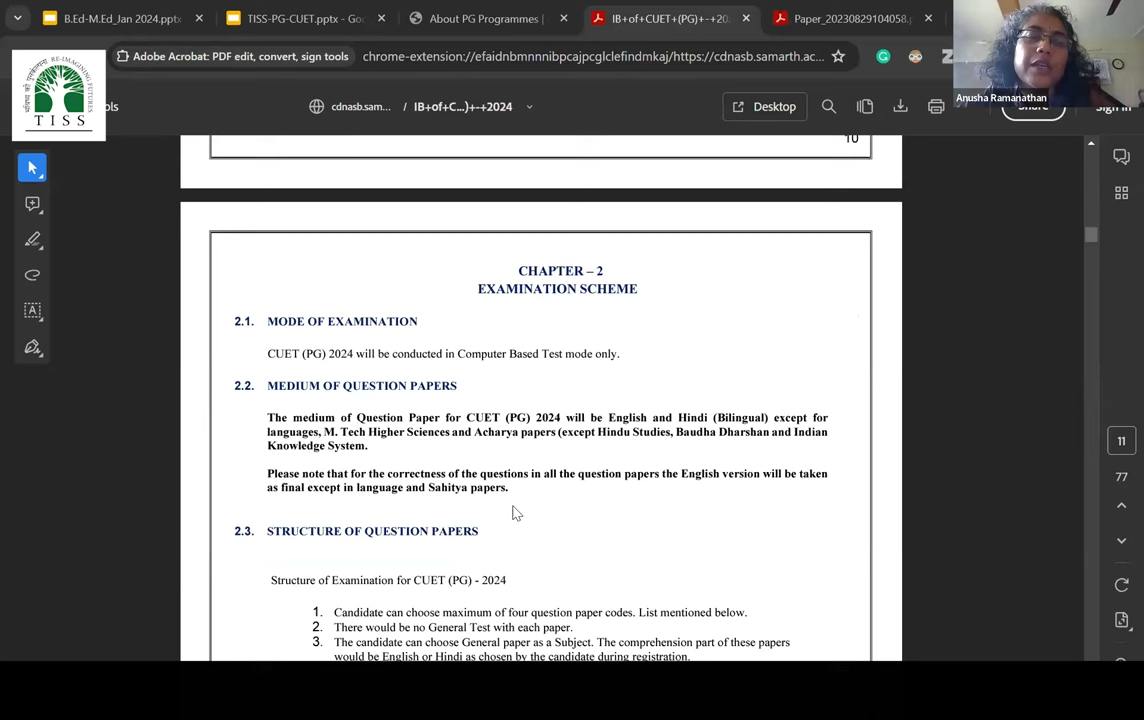 B.Ed-M.Ed_Jan 2024.pptx
TISS-PG-CUET.pptx - Goo
About PG Programmes |
IB+of+CUET+(PG)+-+20
Paper_20230829104058.p
Adobe Acrobat: PDF edit, convert, sign tools
chrome-extension://efaidnbmnnnibpcajpcglclefindmkaj/https://cdnasb.samarth.ac...
RE-IMAGINING FUTURES
TISS
cdnasb.sam... / IB+of+C...)+-+2024
Desktop
Anusha Ramanathan
10
CHAPTER – 2
EXAMINATION SCHEME
2.1. MODE OF EXAMINATION
CUET (PG) 2024 will be conducted in Computer Based Test mode only.
2.2. MEDIUM OF QUESTION PAPERS
The medium of Question Paper for CUET (PG) 2024 will be English and Hindi (Bilingual) except for
languages, M. Tech Higher Sciences and Acharya papers (except Hindu Studies, Baudha Dharshan and Indian
Knowledge System.
Please note that for the correctness of the questions in all the question papers the English version will be taken
as final except in language and Sahitya papers.
2.3. STRUCTURE OF QUESTION PAPERS
Structure of Examination for CUET (PG) - 2024
1. Candidate can choose maximum of four question paper codes. List mentioned below.
2. There would be no General Test with each paper.
3. The candidate can choose General paper as a Subject. The comprehension part of these papers
would be English or Hindi as chosen by the candidate during registration.
11
77